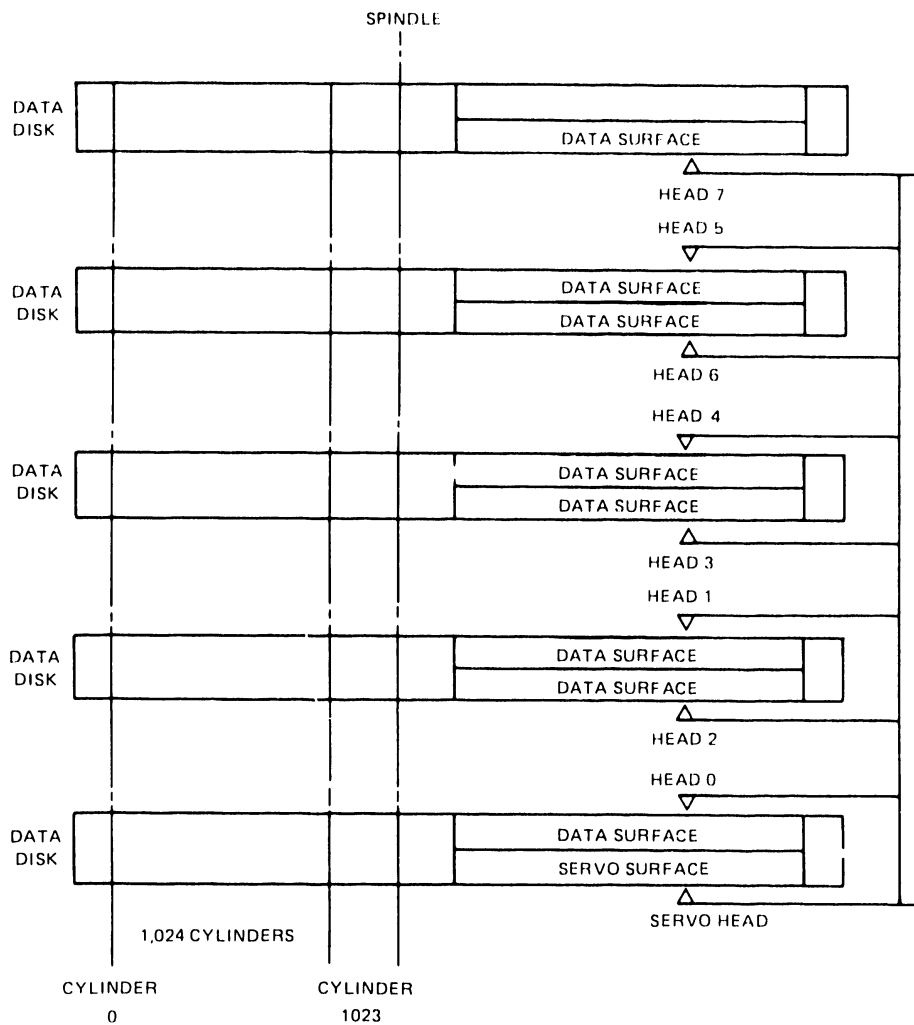 SPINDLE
DATA
DISK
DATA SURFACE
HEAD 7
HEAD 5
DATA
DISK
DATA SURFACE
DATA SURFACE
HEAD 6
HEAD 4
DATA
DISK
DATA SURFACE
DATA SURFACE
HEAD 3
HEAD 1
DATA
DISK
DATA SURFACE
DATA SURFACE
HEAD 2
HEAD 0
DATA
DISK
DATA SURFACE
SERVO SURFACE
SERVO HEAD
1,024 CYLINDERS
CYLINDER
0
CYLINDER
1023